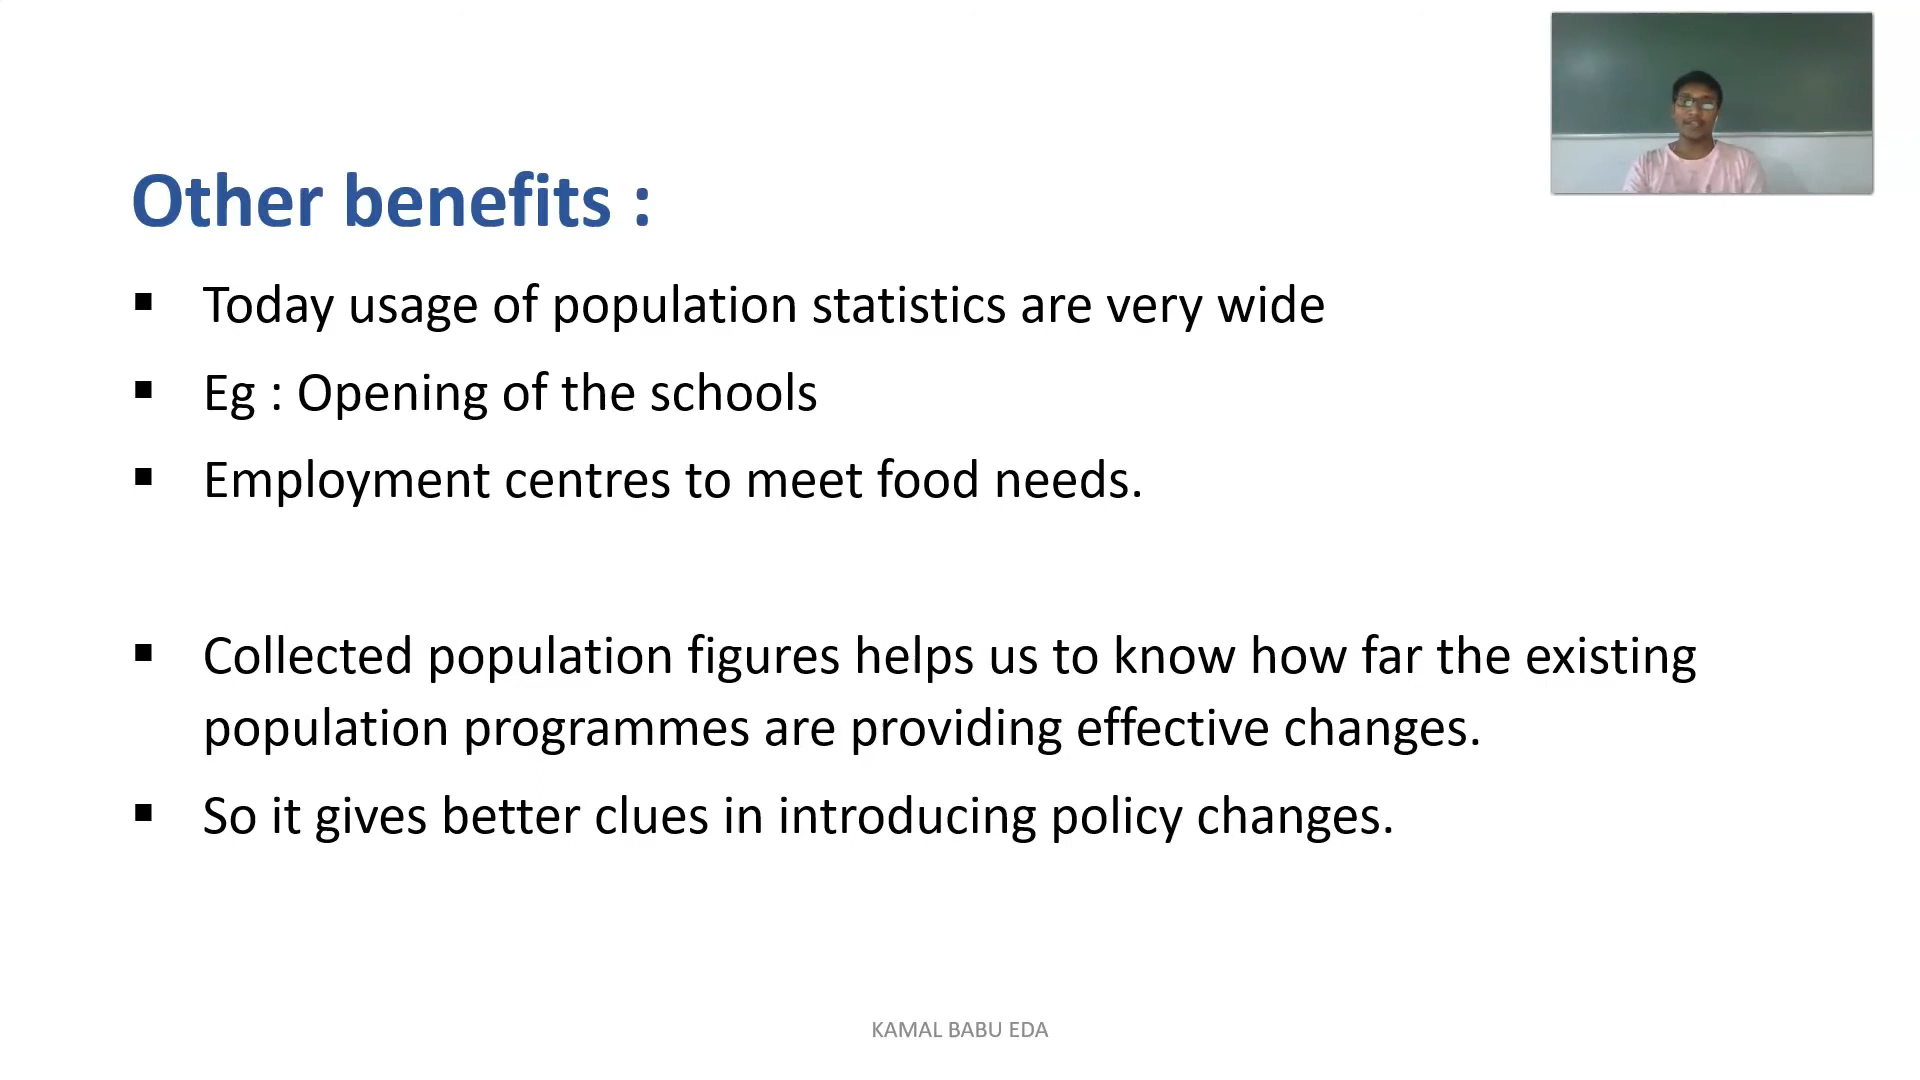 Other benefits :
▪ Today usage of population statistics are very wide
▪ Eg : Opening of the schools
▪ Employment centres to meet food needs.
▪ Collected population figures helps us to know how far the existing
population programmes are providing effective changes.
▪ So it gives better clues in introducing policy changes.
KAMAL BABU EDA